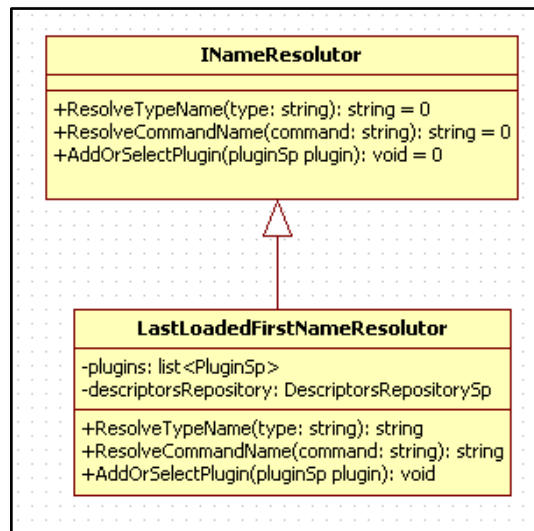 INameResolutor
+ResolveTypeName(type: string): string = 0
+ResolveCommandName(command: string): string = 0
+AddOrSelectPlugin(pluginSp plugin): void = 0
LastLoadedFirstNameResolutor
-plugins: list<PluginSp>
-descriptorsRepository: DescriptorsRepositorySp
+ResolveTypeName(type: string): string
+ResolveCommandName(command: string): string
+AddOrSelectPlugin(pluginSp plugin): void